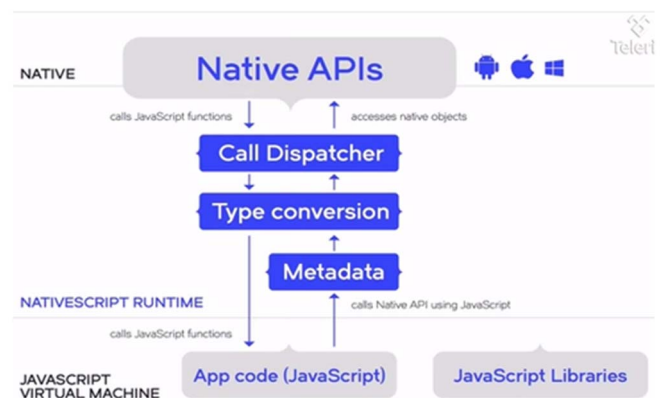 Teleri
NATIVE
Native APIs
calls JavaScript functions
accesses native objects
Call Dispatcher
Type conversion
Metadata
NATIVESCRIPT RUNTIME
calls Native API using JavaScript
calls JavaScript functions
JAVASCRIPT
VIRTUAL MACHINE
App code (JavaScript)
JavaScript Libraries